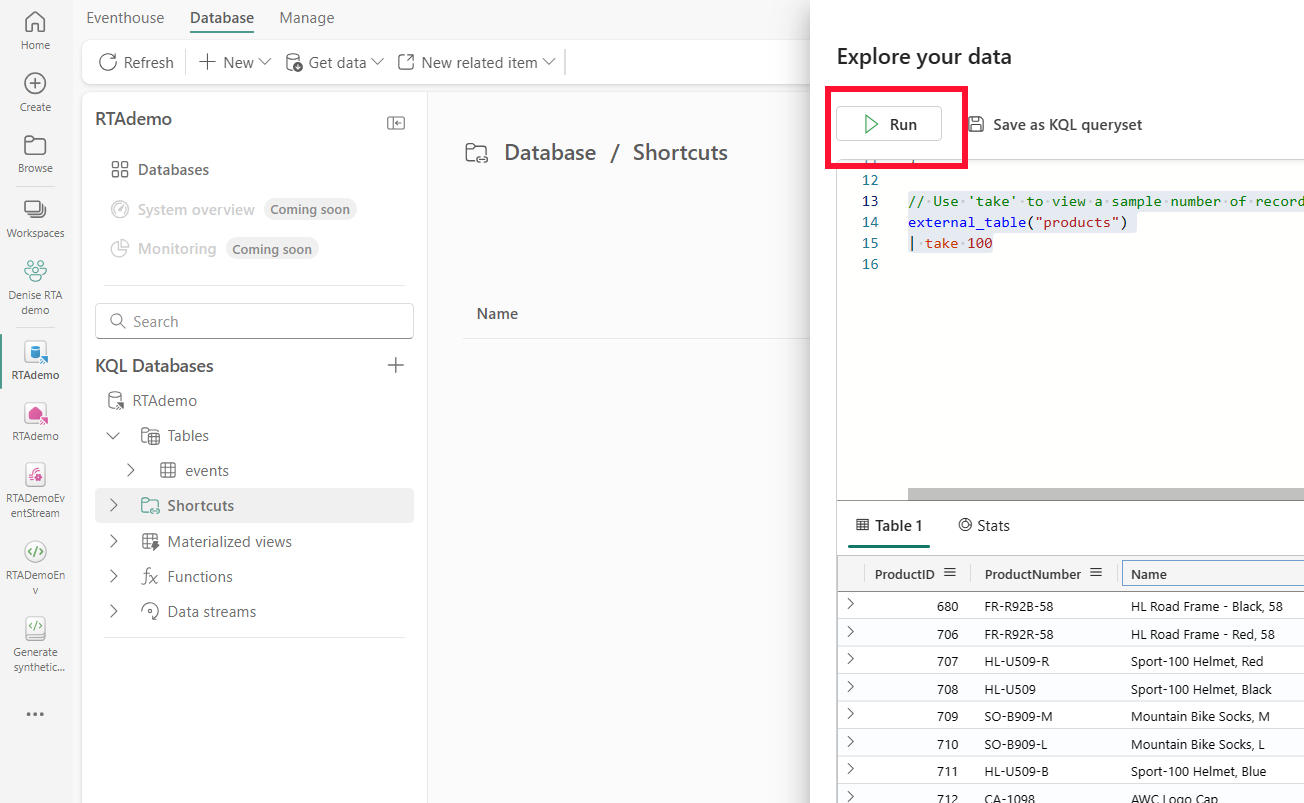 Home
Create
Browse
Workspaces
Denise RTA
demo
RTAdemo
RTAdemo
RTADemoEv
entStream
RTADemoEn
v
Generate
synthetic...
Eventhouse Database Manage
Refresh New Get data New related item
RTAdemo
Databases
System overview Coming soon
Monitoring Coming soon
Search
KQL Databases
RTAdemo
Tables
events
Shortcuts
Materialized views
Functions
Data streams
Database / Shortcuts
Name
Explore your data
Run Save as KQL queryset
12
13 // Use 'take' to view a sample number of record
14 external_table("products")
15 | take 100
16
Table 1 Stats
ProductID ProductNumber Name
680 FR-R92B-58 HL Road Frame - Black, 58
706 FR-R92R-58 HL Road Frame - Red, 58
707 HL-U509-R Sport-100 Helmet, Red
708 HL-U509 Sport-100 Helmet, Black
709 SO-B909-M Mountain Bike Socks, M
710 SO-B909-L Mountain Bike Socks, L
711 HL-U509-B Sport-100 Helmet, Blue
712 CA-1098 AWC Logo Cap